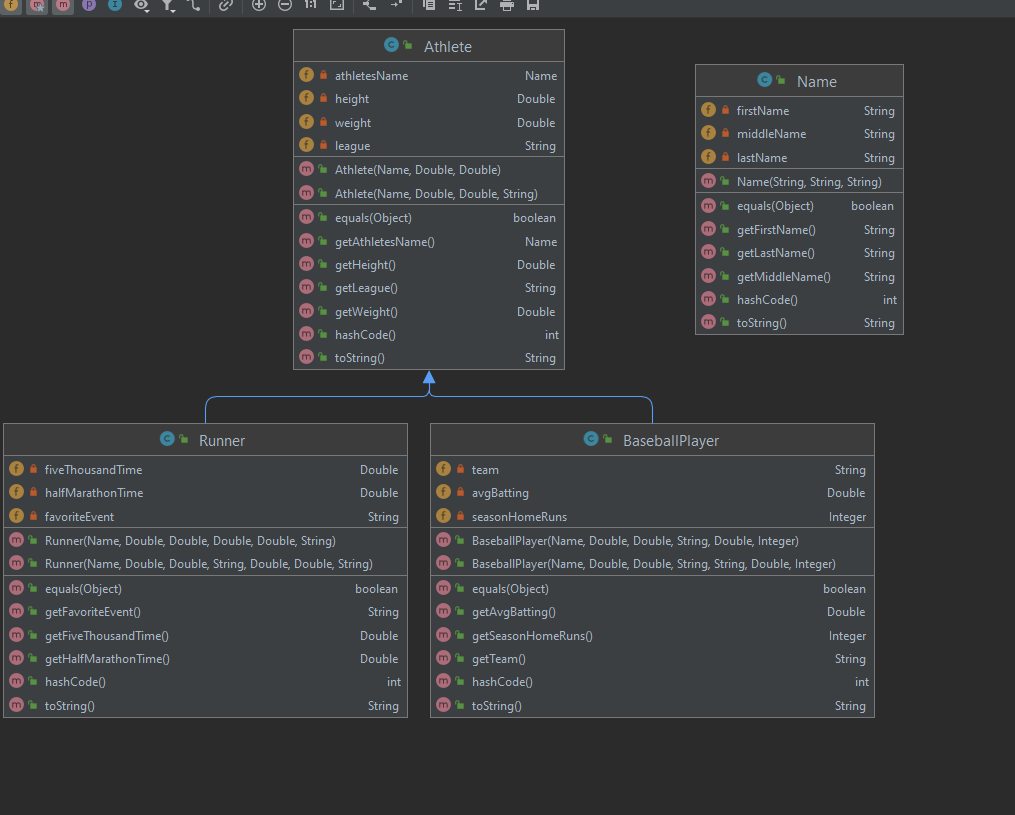 1:1
Athlete
athletesName Name
height Double
weight Double
league String
Athlete(Name, Double, Double)
Athlete(Name, Double, Double, String)
equals(Object) boolean
getAthletesName() Name
getHeight() Double
getLeague() String
getWeight() Double
hashCode() int
toString() String
Name
firstName String
middleName String
lastName String
Name(String, String, String)
equals(Object) boolean
getFirstName() String
getLastName() String
getMiddleName() String
hashCode() int
toString() String
Runner
fiveThousandTime Double
halfMarathonTime Double
favoriteEvent String
Runner(Name, Double, Double, Double, Double, String)
Runner(Name, Double, Double, String, Double, Double, String)
equals(Object) boolean
getFavoriteEvent() String
getFiveThousandTime() Double
getHalfMarathonTime() Double
hashCode() int
toString() String
BaseballPlayer
team String
avgBatting Double
seasonHomeRuns Integer
BaseballPlayer(Name, Double, Double, String, Double, Integer)
BaseballPlayer(Name, Double, Double, String, String, Double, Integer)
equals(Object) boolean
getAvgBatting() Double
getSeasonHomeRuns() Integer
getTeam() String
hashCode() int
toString() String